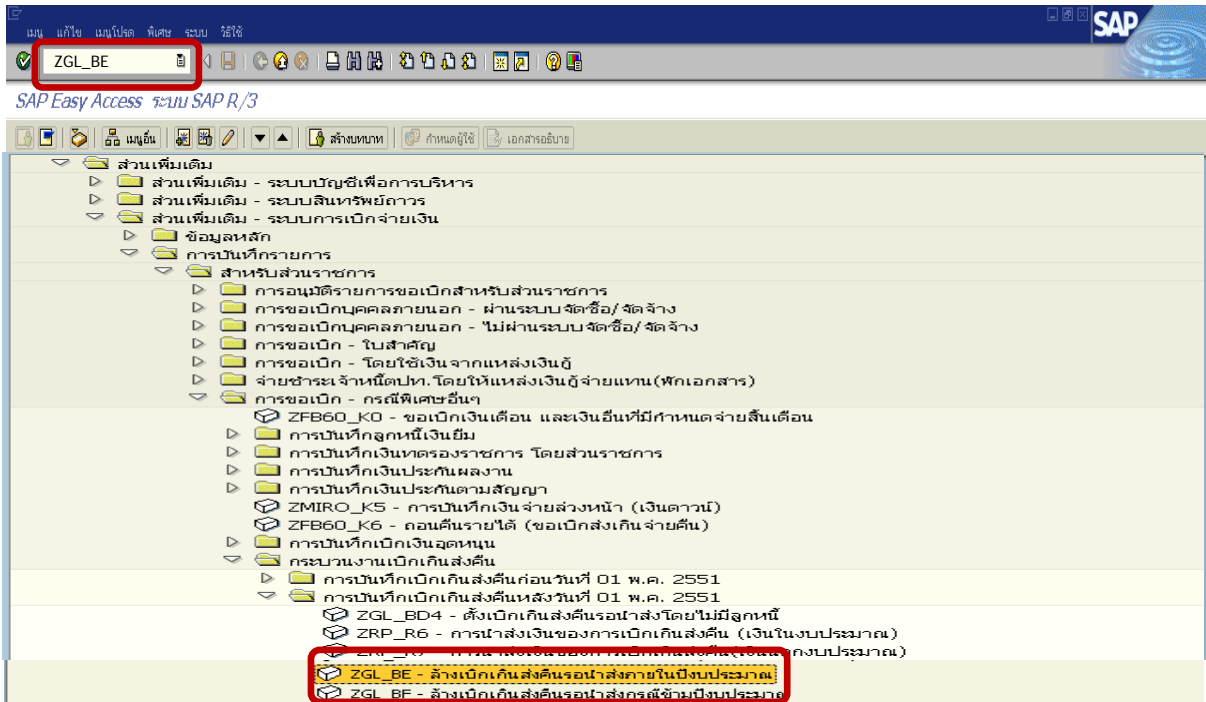 เมนู แก้ไข เมนูโปรด พิเศษ ระบบ วิธีใช้
SAP
ZGL_BE
SAP Easy Access ระบบ SAP R/3
เมนูอื่น สร้างบทบาท กำหนดผู้ใช้ เอกสารอธิบาย
ส่วนเพิ่มเติม
ส่วนเพิ่มเติม - ระบบบัญชีเพื่อการบริหาร
ส่วนเพิ่มเติม - ระบบสินทรัพย์ถาวร
ส่วนเพิ่มเติม - ระบบการเบิกจ่ายเงิน
ข้อมูลหลัก
การบันทึกรายการ
สำหรับส่วนราชการ
การอนุมัติรายการขอเบิกสำหรับส่วนราชการ
การขอเบิกบุคคลภายนอก - ผ่านระบบจัดซื้อ/จัดจ้าง
การขอเบิกบุคคลภายนอก - ไม่ผ่านระบบจัดซื้อ/จัดจ้าง
การขอเบิก - ใบสำคัญ
การขอเบิก - โดยใช้เงินจากแหล่งเงินกู้
จ่ายชำระเจ้าหนี้ตปท.โดยให้แหล่งเงินกู้จ่ายแทน(พักเอกสาร)
การขอเบิก - กรณีพิเศษอื่นๆ
ZFB60_K0 - ขอเบิกเงินเดือน และเงินอื่นที่มีกำหนดจ่ายสิ้นเดือน
การบันทึกลูกหนี้เงินยืม
การบันทึกเงินทดรองราชการ โดยส่วนราชการ
การบันทึกเงินประกันผลงาน
การบันทึกเงินประกันตามสัญญา
ZMIRO_K5 - การบันทึกเงินจ่ายล่วงหน้า (เงินดาวน์)
ZFB60_K6 - ถอนคืนรายได้ (ขอเบิกส่งเกินจ่ายคืน)
การบันทึกเบิกเงินอุดหนุน
กระบวนงานเบิกเกินส่งคืน
การบันทึกเบิกเกินส่งคืนก่อนวันที่ 01 พ.ค. 2551
การบันทึกเบิกเกินส่งคืนหลังวันที่ 01 พ.ค. 2551
ZGL_BD4 - ตั้งเบิกเกินส่งคืนรอนำส่งโดยไม่มีลูกหนี้
ZRP_R6 - การนำส่งเงินของการเบิกเกินส่งคืน (เงินในงบประมาณ)
การนำส่งเงินของการเบิกเกินส่งคืน(เงินนอกงบประมาณ)
ZGL_BE - ล้างเบิกเกินส่งคืนรอนำส่งภายในปีงบประมาณ
ZGL_BF - ล้างเบิกเกินส่งคืนรอนำส่งกรณีข้ามปีงบประมาณ